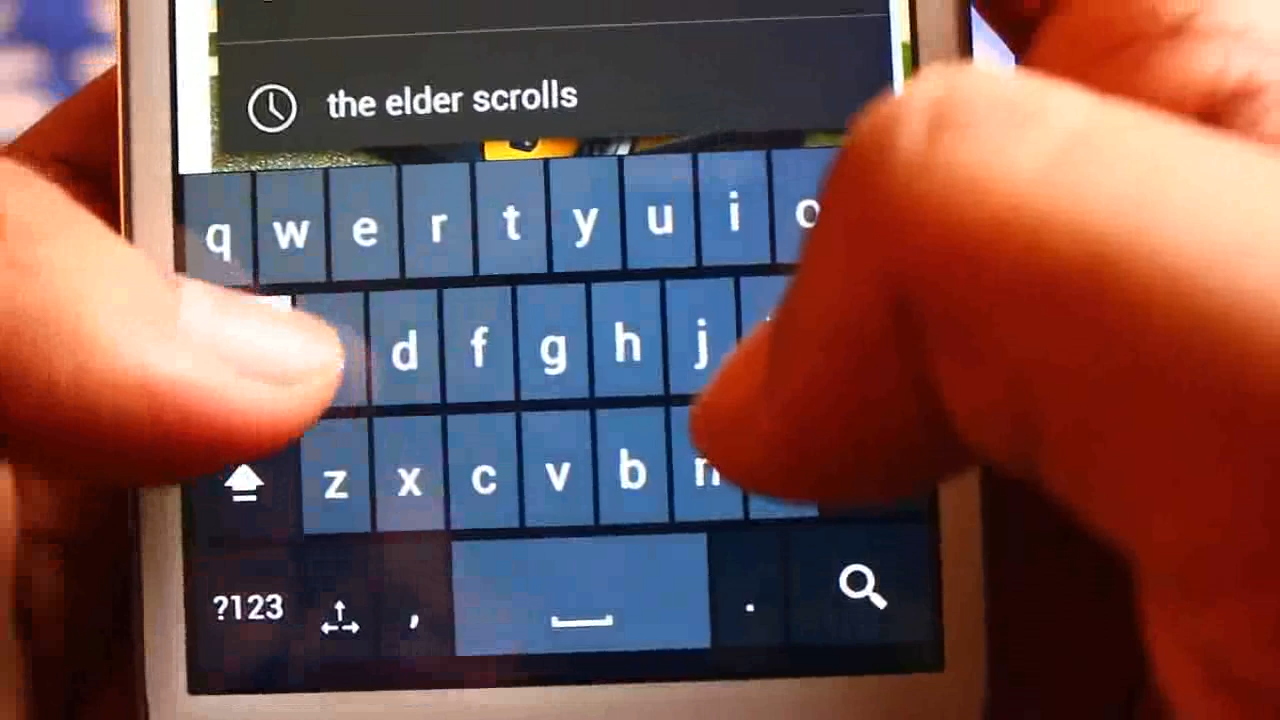 the elder scrolls
q w e r t y u i o
d f g h j
z x c v b n
?123 , .